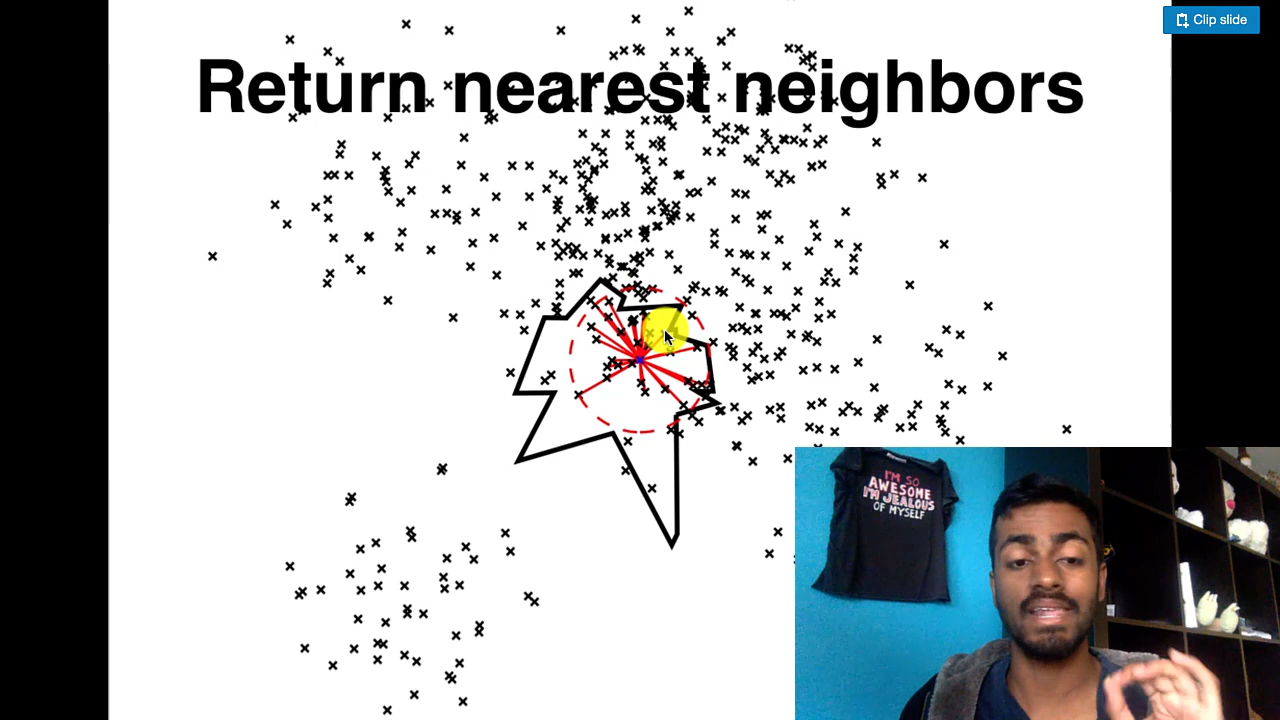 Clip slide
Return nearest neighbors
I'M SO
AWESOME
I'M JEALOUS
OF MYSELF